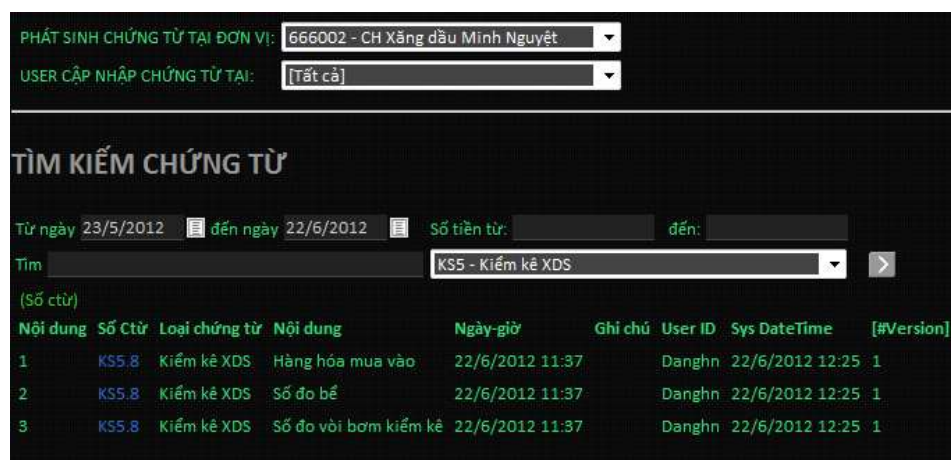 PHÁT SINH CHỨNG TỪ TẠI ĐƠN VỊ: 666002 - CH Xăng dầu Minh Nguyệt
USER CẬP NHẬP CHỨNG TỪ TẠI: [Tất cả]
TÌM KIẾM CHỨNG TỪ
Từ ngày 23/5/2012 đến ngày 22/6/2012 Số tiền từ: đến:
Tìm KS5 - Kiểm kê XDS
(Số ctừ)
Nội dung Số Ctừ Loại chứng từ Nội dung Ngày-giờ Ghi chú User ID Sys DateTime [#Version]
1 KS5.8 Kiểm kê XDS Hàng hóa mua vào 22/6/2012 11:37 Danghn 22/6/2012 12:25 1
2 KS5.8 Kiểm kê XDS Số đo bể 22/6/2012 11:37 Danghn 22/6/2012 12:25 1
3 KS5.8 Kiểm kê XDS Số đo vòi bơm kiểm kê 22/6/2012 11:37 Danghn 22/6/2012 12:25 1